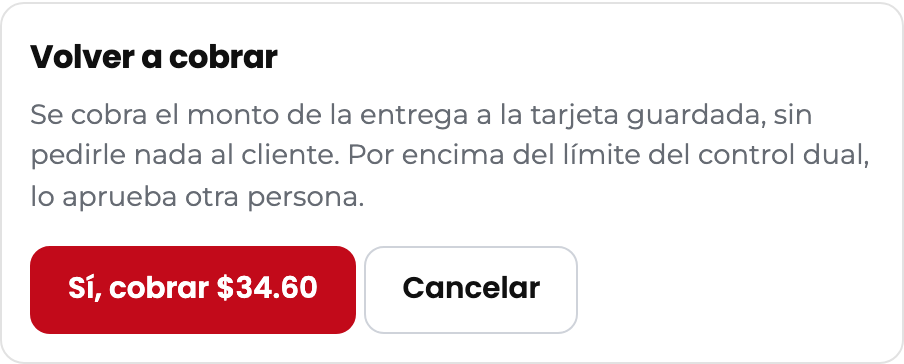 Volver a cobrar
Se cobra el monto de la entrega a la tarjeta guardada, sin
pedirle nada al cliente. Por encima del límite del control dual,
lo aprueba otra persona.
Sí, cobrar $34.60
Cancelar